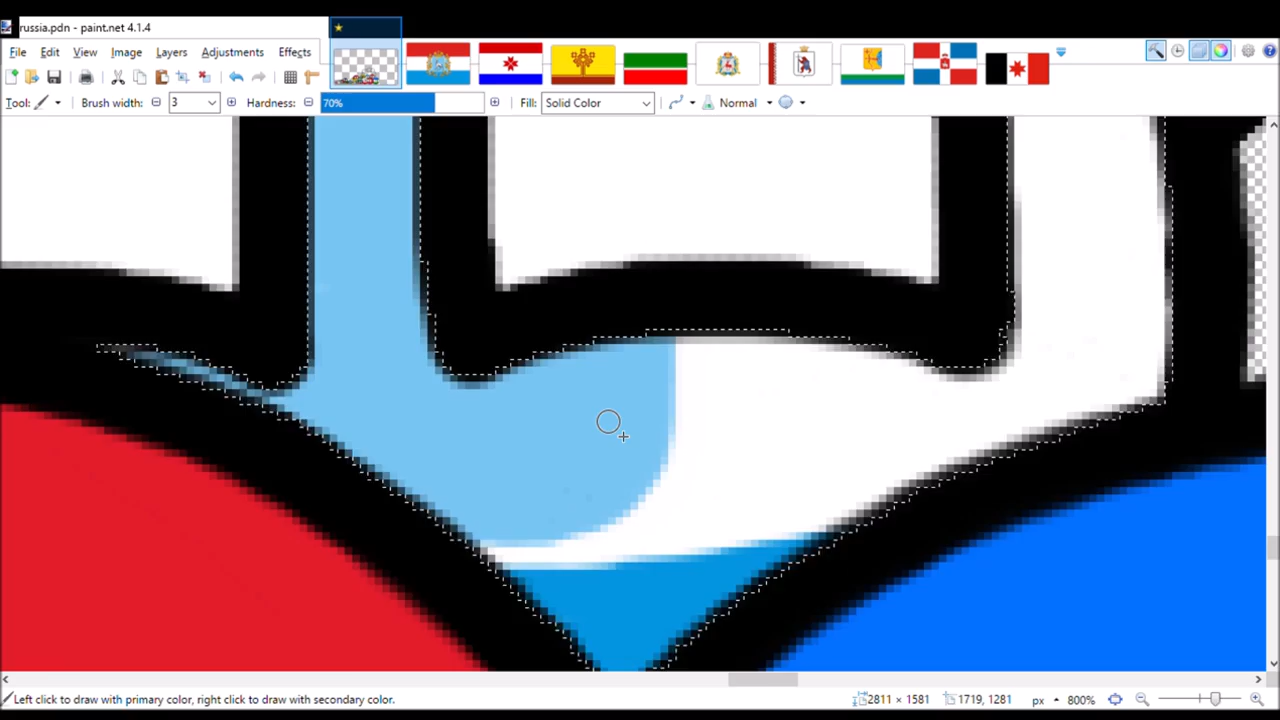 russia.pdn - paint.net 4.1.4
File Edit View Image Layers Adjustments Effects
Tool: Brush width: 3 Hardness: 70% Fill: Solid Color Normal
Left click to draw with primary color, right click to draw with secondary color. 2811 × 1581 1719, 1281 px 800%